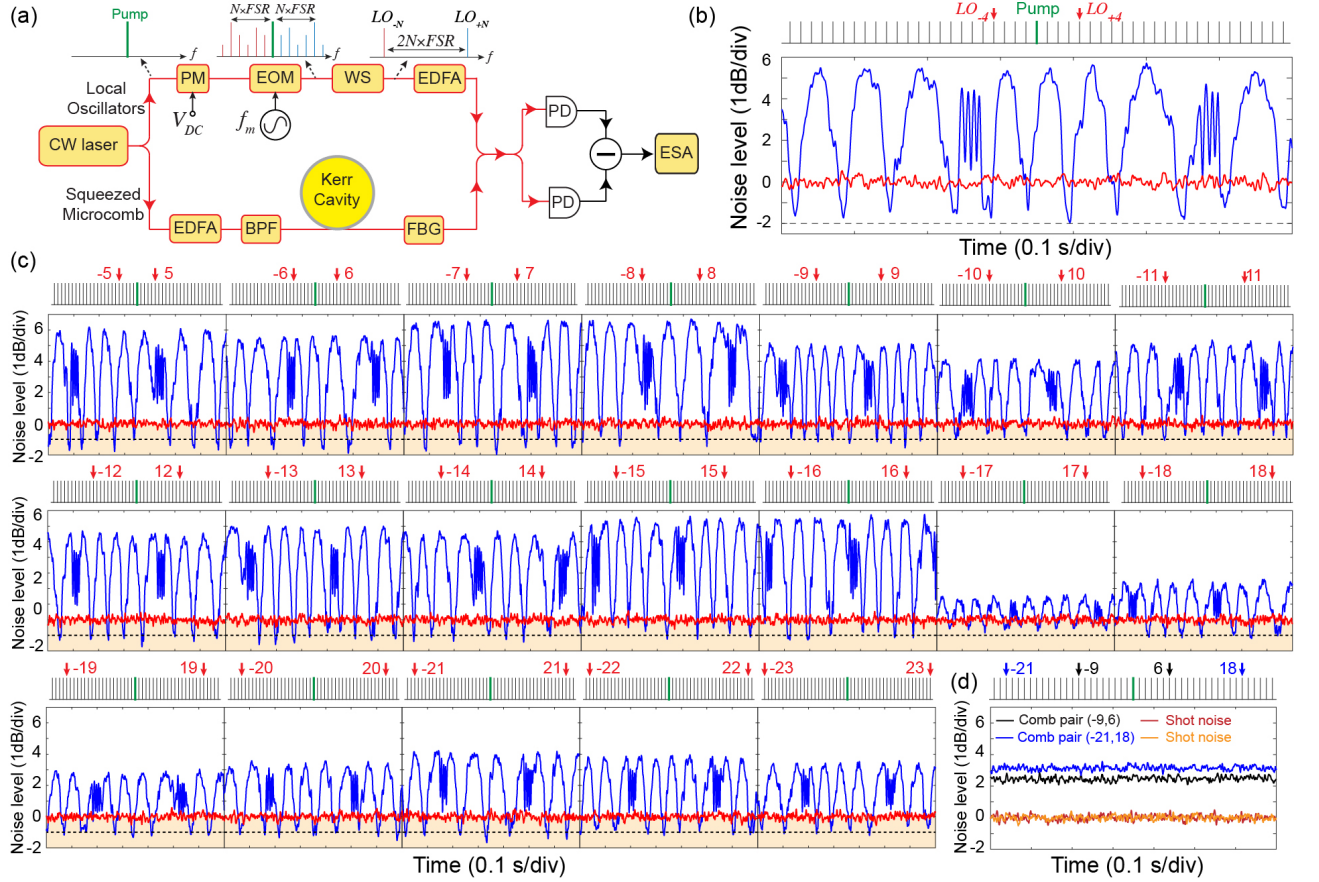 (a)
Pump
N×FSR N×FSR
LO-N LO+N
2N×FSR
f f f
PM EOM WS EDFA
Local
Oscillators
VDC
fm
CW laser
PD
ESA
Squeezed
Microcomb
Kerr
Cavity
PD
EDFA BPF FBG
(b)
LO-4 Pump LO+4
Noise level (1dB/div)
6
4
2
0
-2
Time (0.1 s/div)
(c)
-5 5 -6 6 -7 7 -8 8 -9 9 -10 10 -11 11
Noise level (1dB/div)
6
4
2
0
-2
-12 12 -13 13 -14 14 -15 15 -16 16 -17 17 -18 18
Noise level (1dB/div)
6
4
2
0
-2
-19 19 -20 20 -21 21 -22 22 -23 23
Noise level (1dB/div)
6
4
2
0
-2
Time (0.1 s/div)
(d)
-21 -9 6 18
Comb pair (-9,6) Shot noise
Comb pair (-21,18) Shot noise
Noise level (1dB/div)
6
4
2
0
-2
Time (0.1 s/div)